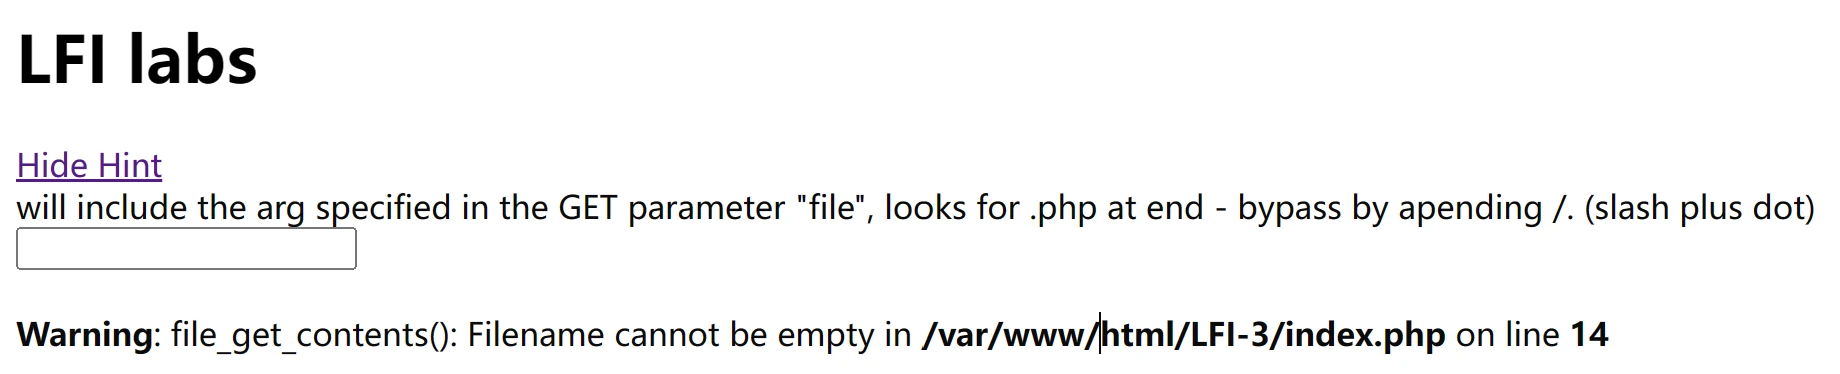 LFI labs
Hide Hint
will include the arg specified in the GET parameter "file", looks for .php at end - bypass by apending /. (slash plus dot)
Warning: file_get_contents(): Filename cannot be empty in /var/www/html/LFI-3/index.php on line 14